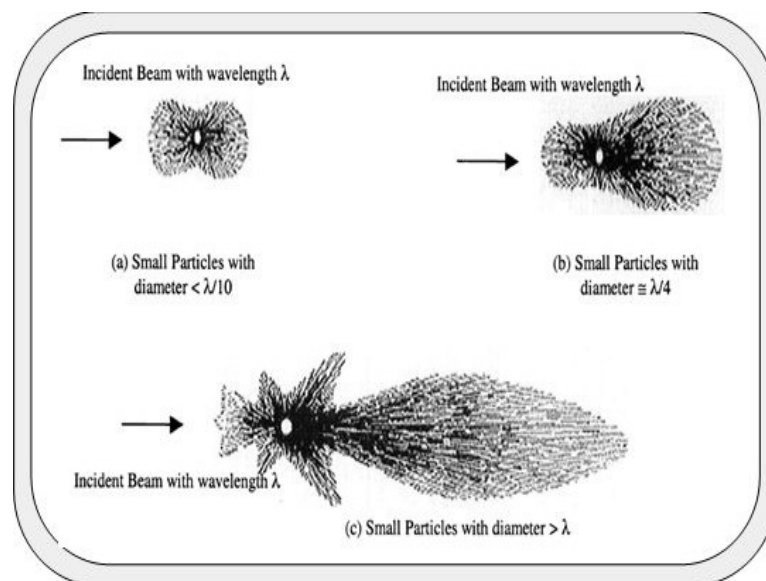 Incident Beam with wavelength λ
Incident Beam with wavelength λ
(a) Small Particles with
diameter < λ/10
(b) Small Particles with
diameter ≅ λ/4
Incident Beam with wavelength λ
(c) Small Particles with diameter > λ